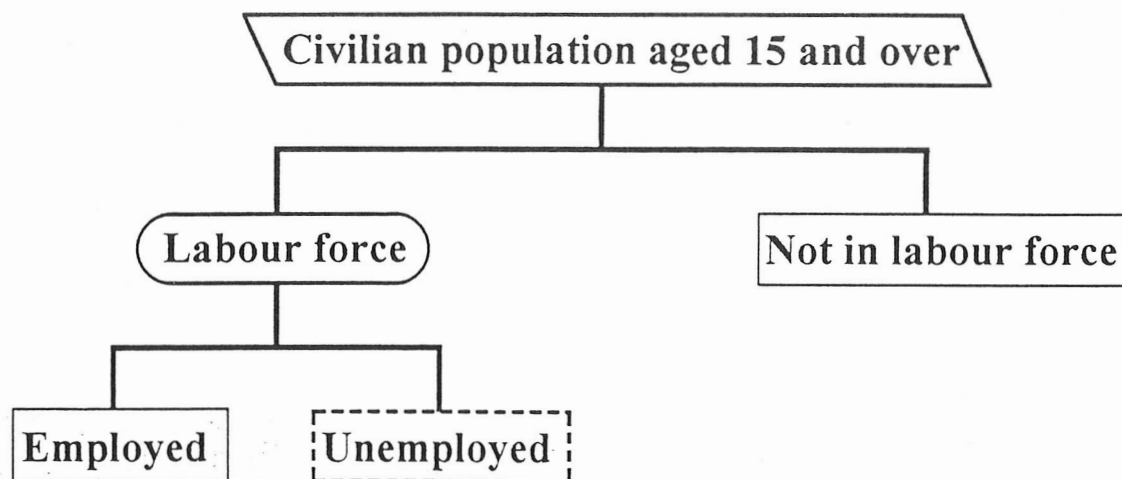 Civilian population aged 15 and over
Labour force
Not in labour force
Employed
Unemployed